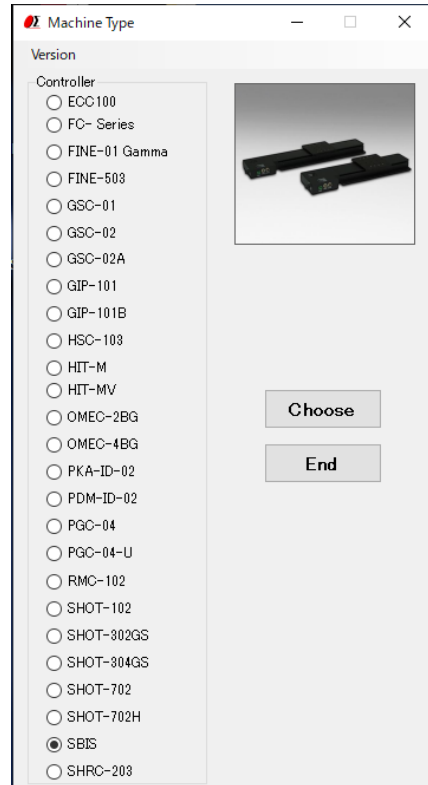 Machine Type
Version
Controller
ECC100
FC- Series
FINE-01 Gamma
FINE-503
GSC-01
GSC-02
GSC-02A
GIP-101
GIP-101B
HSC-103
HIT-M
HIT-MV
OMEC-2BG
OMEC-4BG
PKA-ID-02
PDM-ID-02
PGC-04
PGC-04-U
RMC-102
SHOT-102
SHOT-302GS
SHOT-304GS
SHOT-702
SHOT-702H
SBIS
SHRC-203
Choose
End